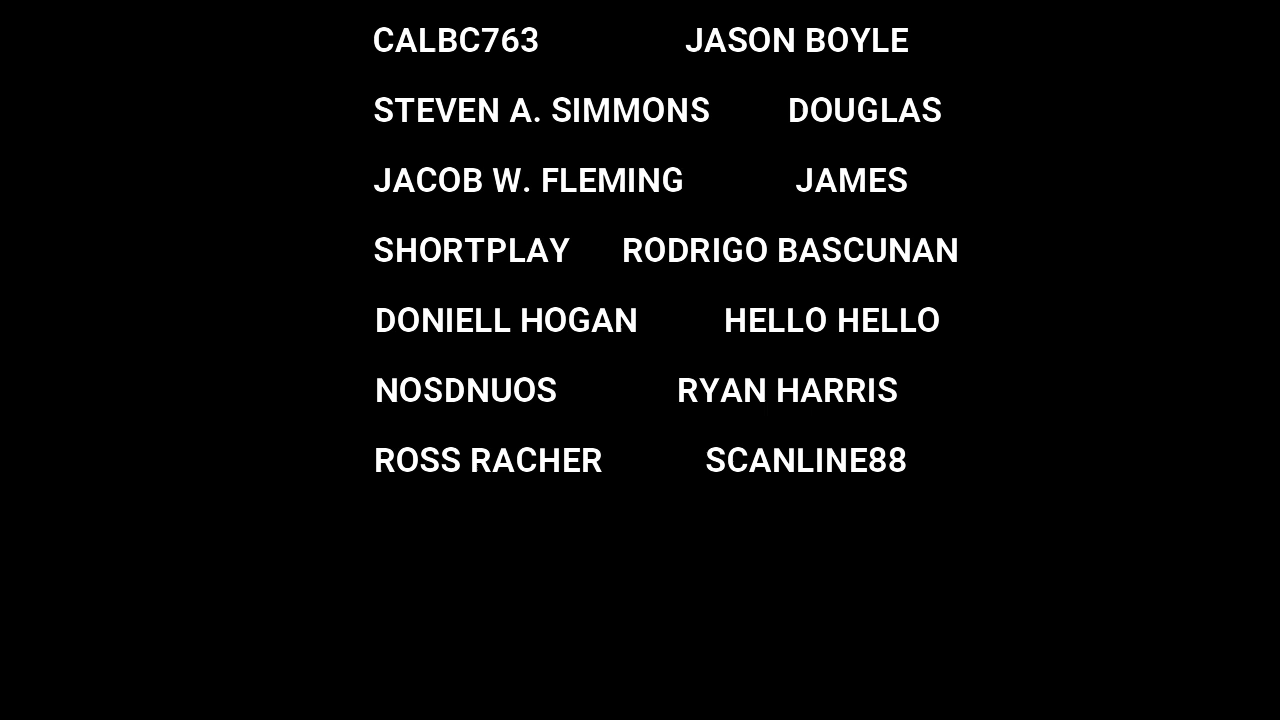 CALBC763 JASON BOYLE
STEVEN A. SIMMONS DOUGLAS
JACOB W. FLEMING JAMES
SHORTPLAY RODRIGO BASCUNAN
DONIELL HOGAN HELLO HELLO
NOSDNUOS RYAN HARRIS
ROSS RACHER SCANLINE88